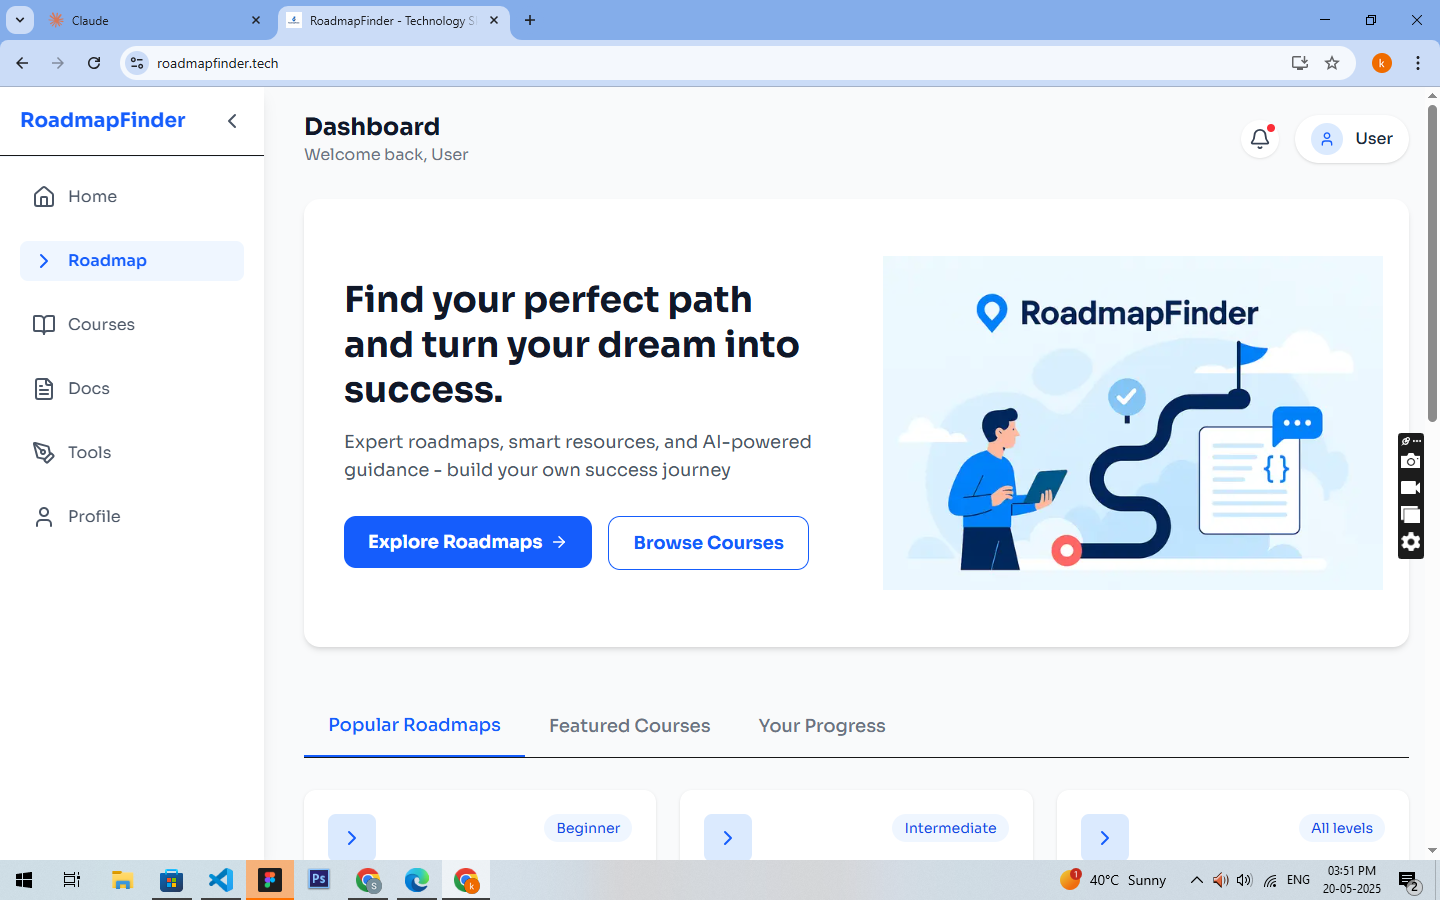 Claude
RoadmapFinder - Technology S
roadmapfinder.tech
k
RoadmapFinder
Home
Roadmap
Courses
Docs
Tools
Profile
Dashboard
Welcome back, User
User
Find your perfect path
and turn your dream into
success.
Expert roadmaps, smart resources, and AI-powered
guidance - build your own success journey
Explore Roadmaps
Browse Courses
RoadmapFinder
{}
Popular Roadmaps
Featured Courses
Your Progress
Beginner
Intermediate
All levels
Ps
S
k
1
40°C Sunny
ENG
03:51 PM
20-05-2025
2